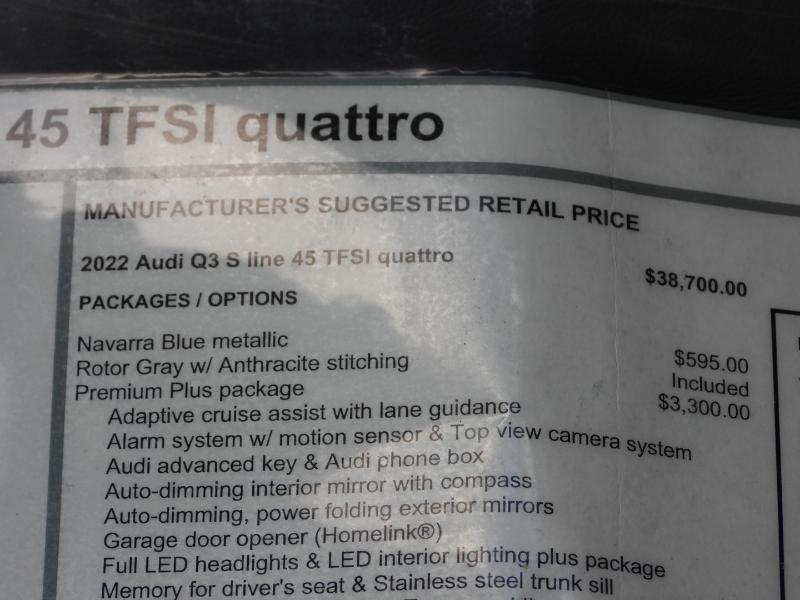 45 TFSI quattro
MANUFACTURER'S SUGGESTED RETAIL PRICE
2022 Audi Q3 S line 45 TFSI quattro $38,700.00
PACKAGES / OPTIONS
Navarra Blue metallic $595.00
Rotor Gray w/ Anthracite stitching Included
Premium Plus package $3,300.00
Adaptive cruise assist with lane guidance
Alarm system w/ motion sensor & Top view camera system
Audi advanced key & Audi phone box
Auto-dimming interior mirror with compass
Auto-dimming, power folding exterior mirrors
Garage door opener (Homelink®)
Full LED headlights & LED interior lighting plus package
Memory for driver's seat & Stainless steel trunk sill